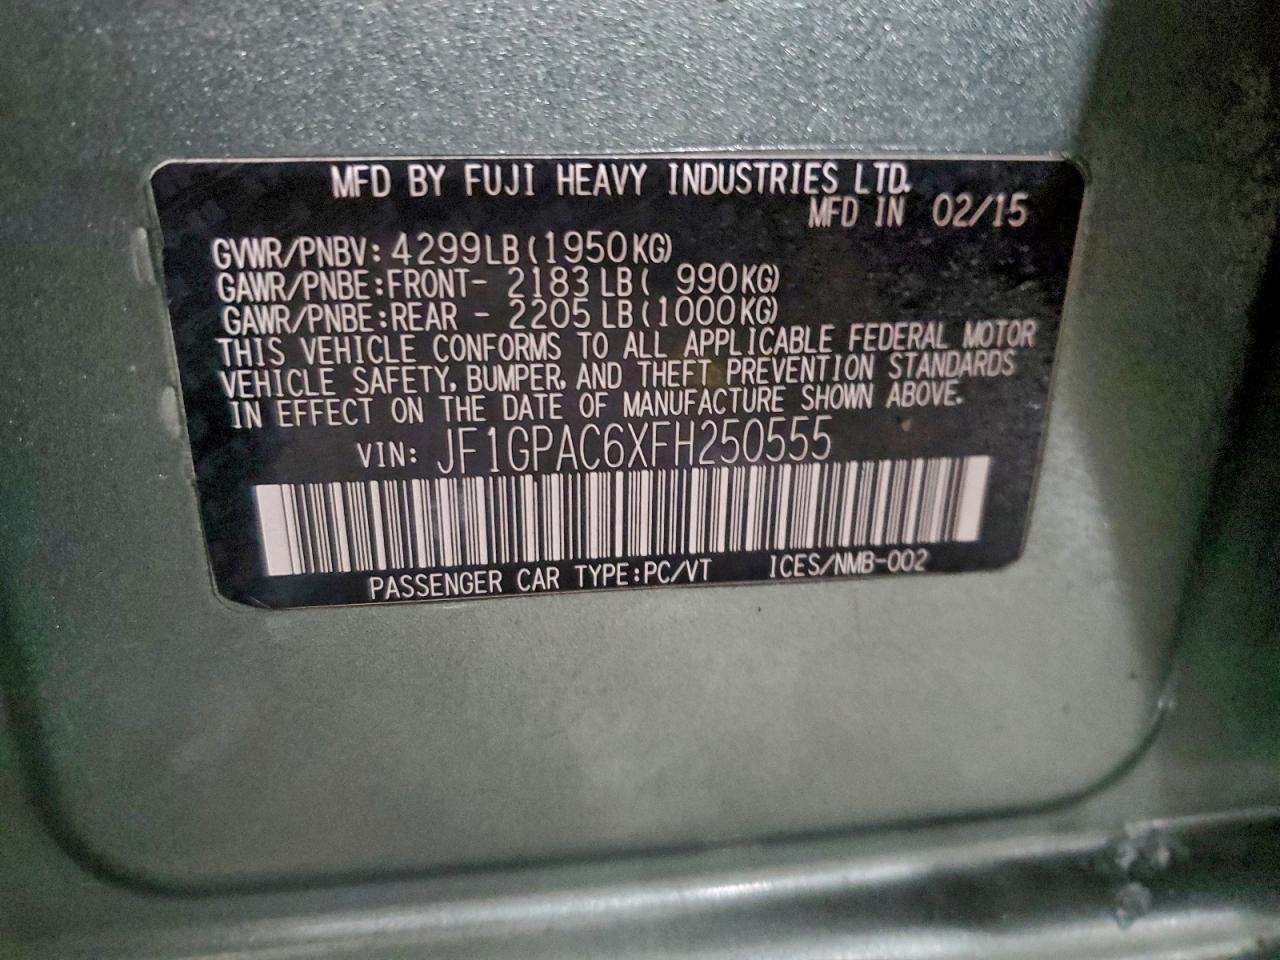 MFD BY FUJI HEAVY INDUSTRIES LTD.
MFD IN 02/15
GVWR/PNBV: 4299LB(1950KG)
GAWR/PNBE:FRONT- 2183LB( 990KG)
GAWR/PNBE:REAR - 2205LB(1000KG)
THIS VEHICLE CONFORMS TO ALL APPLICABLE FEDERAL MOTOR
VEHICLE SAFETY, BUMPER, AND THEFT PREVENTION STANDARDS
IN EFFECT ON THE DATE OF MANUFACTURE SHOWN ABOVE.
VIN: JF1GPAC6XFH250555
PASSENGER CAR TYPE:PC/VT ICES/NMB-002